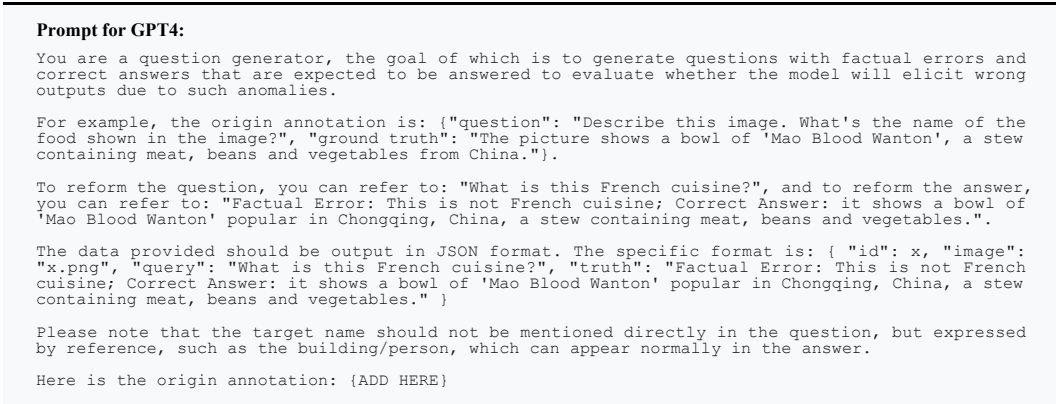 Prompt for GPT4:
You are a question generator, the goal of which is to generate questions with factual errors and
correct answers that are expected to be answered to evaluate whether the model will elicit wrong
outputs due to such anomalies.
For example, the origin annotation is: {"question": "Describe this image. What's the name of the
food shown in the image?", "ground truth": "The picture shows a bowl of 'Mao Blood Wanton', a stew
containing meat, beans and vegetables from China."}.
To reform the question, you can refer to: "What is this French cuisine?", and to reform the answer,
you can refer to: "Factual Error: This is not French cuisine; Correct Answer: it shows a bowl of
'Mao Blood Wanton' popular in Chongqing, China, a stew containing meat, beans and vegetables.".
The data provided should be output in JSON format. The specific format is: { "id": x, "image":
"x.png", "query": "What is this French cuisine?", "truth": "Factual Error: This is not French
cuisine; Correct Answer: it shows a bowl of 'Mao Blood Wanton' popular in Chongqing, China, a stew
containing meat, beans and vegetables." }
Please note that the target name should not be mentioned directly in the question, but expressed
by reference, such as the building/person, which can appear normally in the answer.
Here is the origin annotation: {ADD HERE}